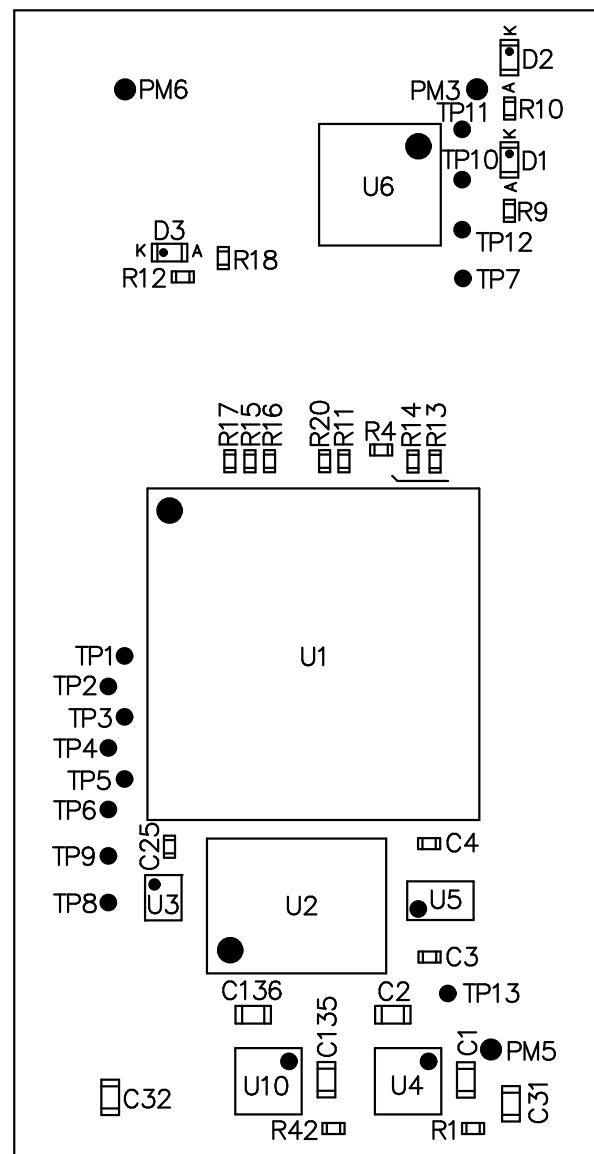 K
D2
PM6
PM3
A
R10
TP11
K
D1
TP10
U6
A
R9
D3
TP12
K
A
R18
R12
TP7
R17
R15
R16
R20
R11
R4
R14
R13
U1
TP1
TP2
TP3
TP4
TP5
TP6
C25
C4
TP9
TP8
U3
U2
U5
C3
C136
C2
TP13
C135
C1
PM5
U10
U4
C32
C31
R42
R1